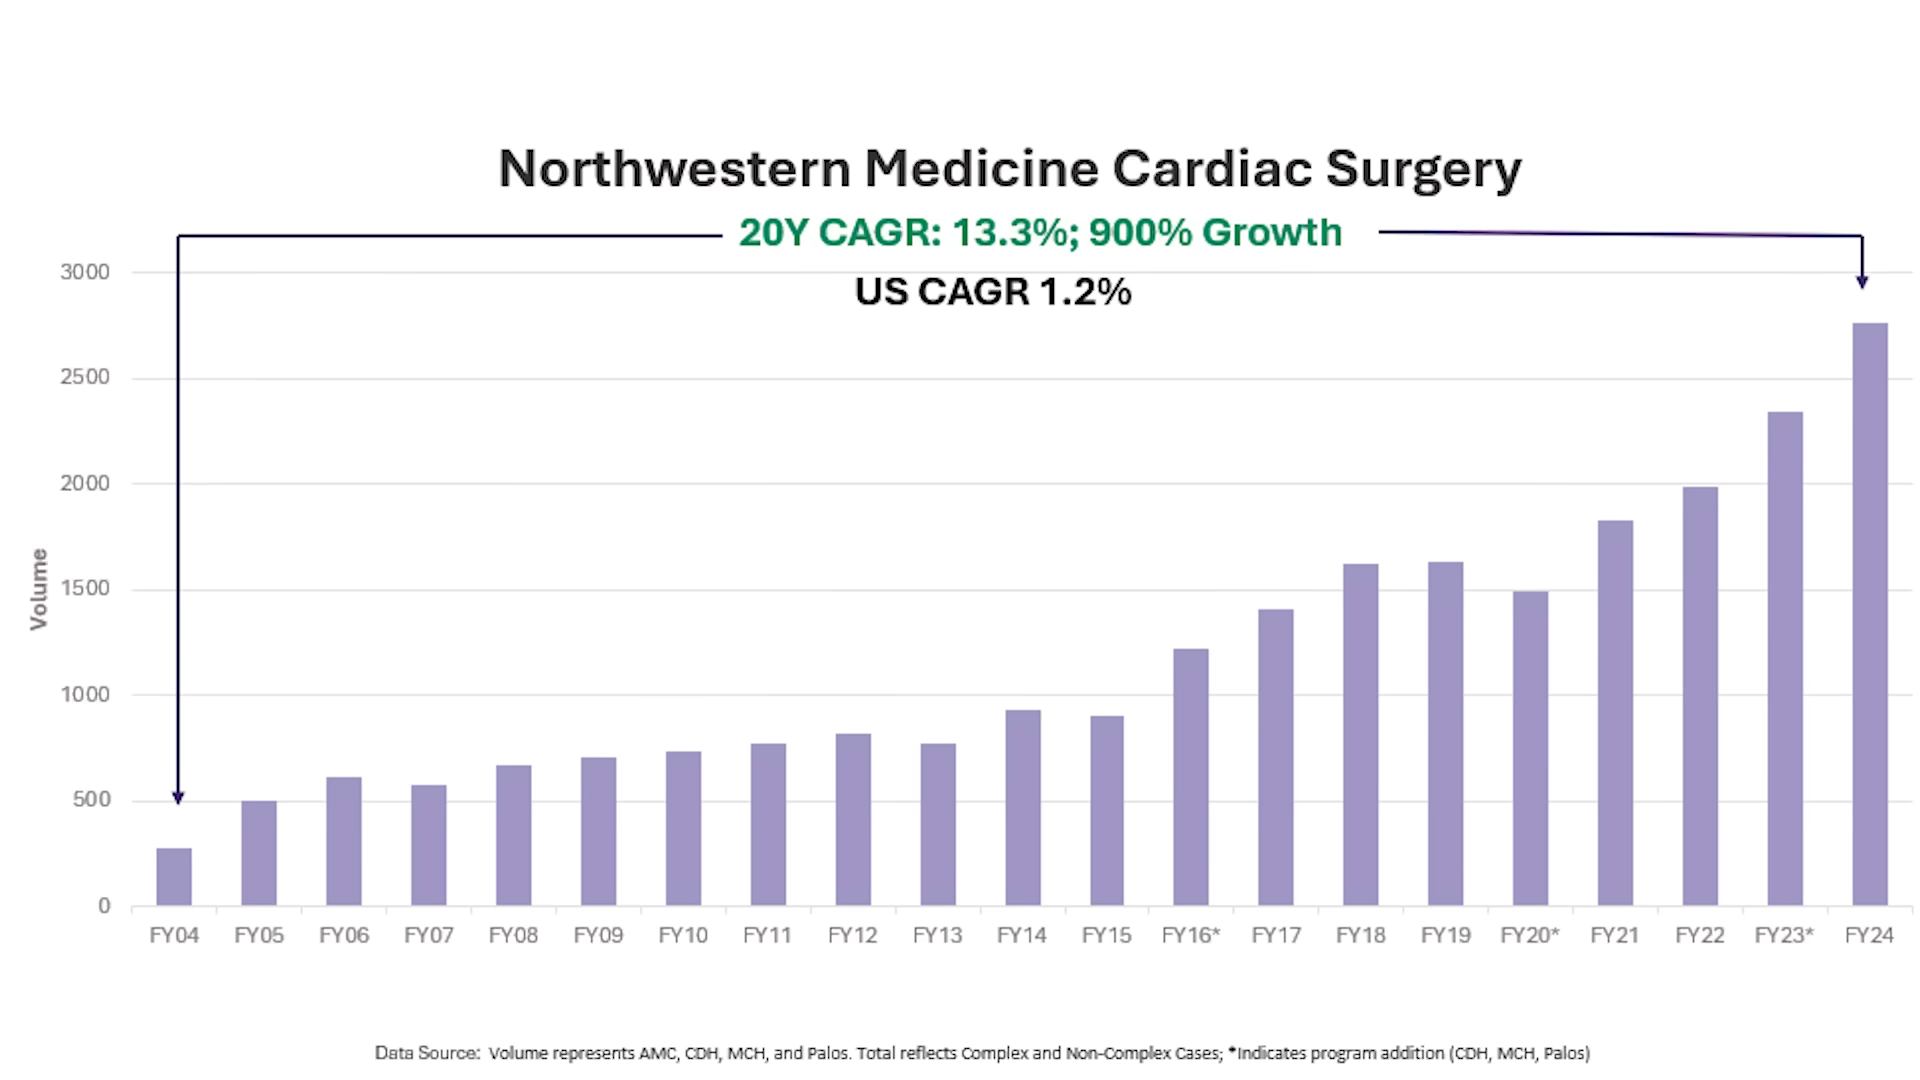 Northwestern Medicine Cardiac Surgery
20Y CAGR: 13.3%; 900% Growth
US CAGR 1.2%
3000
2500
2000
1500
1000
500
0
Volume
FY04 FY05 FY06 FY07 FY08 FY09 FY10 FY11 FY12 FY13 FY14 FY15 FY16* FY17 FY18 FY19 FY20* FY21 FY22 FY23* FY24
Data Source: Volume represents AMC, CDH, MCH, and Palos. Total reflects Complex and Non-Complex Cases; *Indicates program addition (CDH, MCH, Palos)